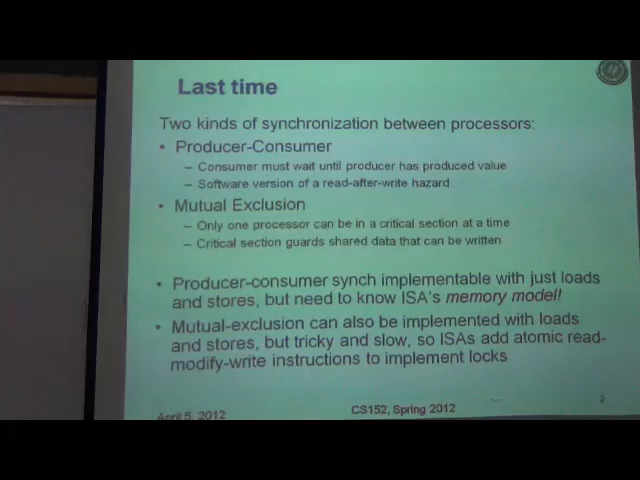 Last time
Two kinds of synchronization between processors:
• Producer-Consumer
– Consumer must wait until producer has produced value
– Software version of a read-after-write hazard
• Mutual Exclusion
– Only one processor can be in a critical section at a time
– Critical section guards shared data that can be written
• Producer-consumer synch implementable with just loads
and stores, but need to know ISA's memory model!
• Mutual-exclusion can also be implemented with loads
and stores, but tricky and slow, so ISAs add atomic read-
modify-write instructions to implement locks
April 5, 2012
CS152, Spring 2012
2